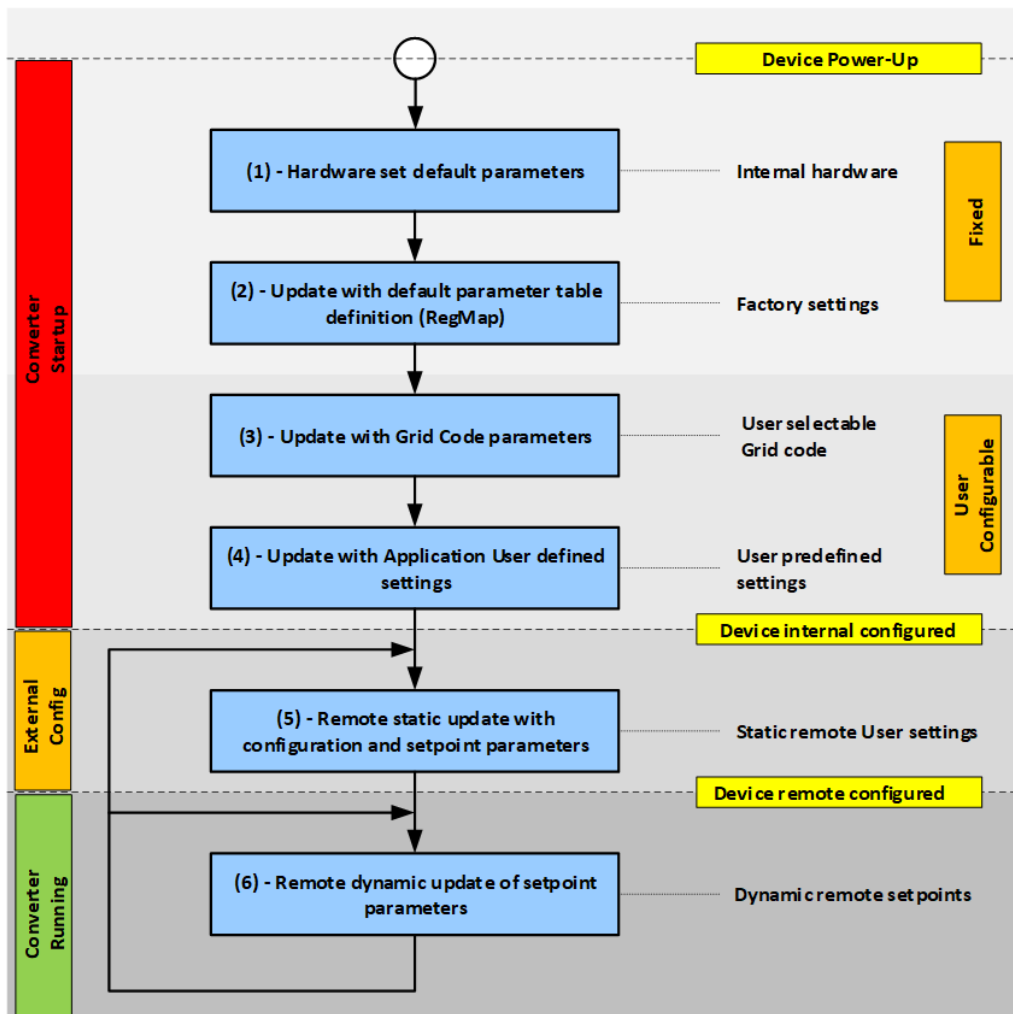 Device Power-Up
Converter
Startup
(1) - Hardware set default parameters
Internal hardware
Fixed
(2) - Update with default parameter table
definition (RegMap)
Factory settings
(3) - Update with Grid Code parameters
User selectable
Grid code
User
Configurable
(4) - Update with Application User defined
settings
User predefined
settings
Device internal configured
External
Config
(5) - Remote static update with
configuration and setpoint parameters
Static remote User settings
Device remote configured
Converter
Running
(6) - Remote dynamic update of setpoint
parameters
Dynamic remote setpoints